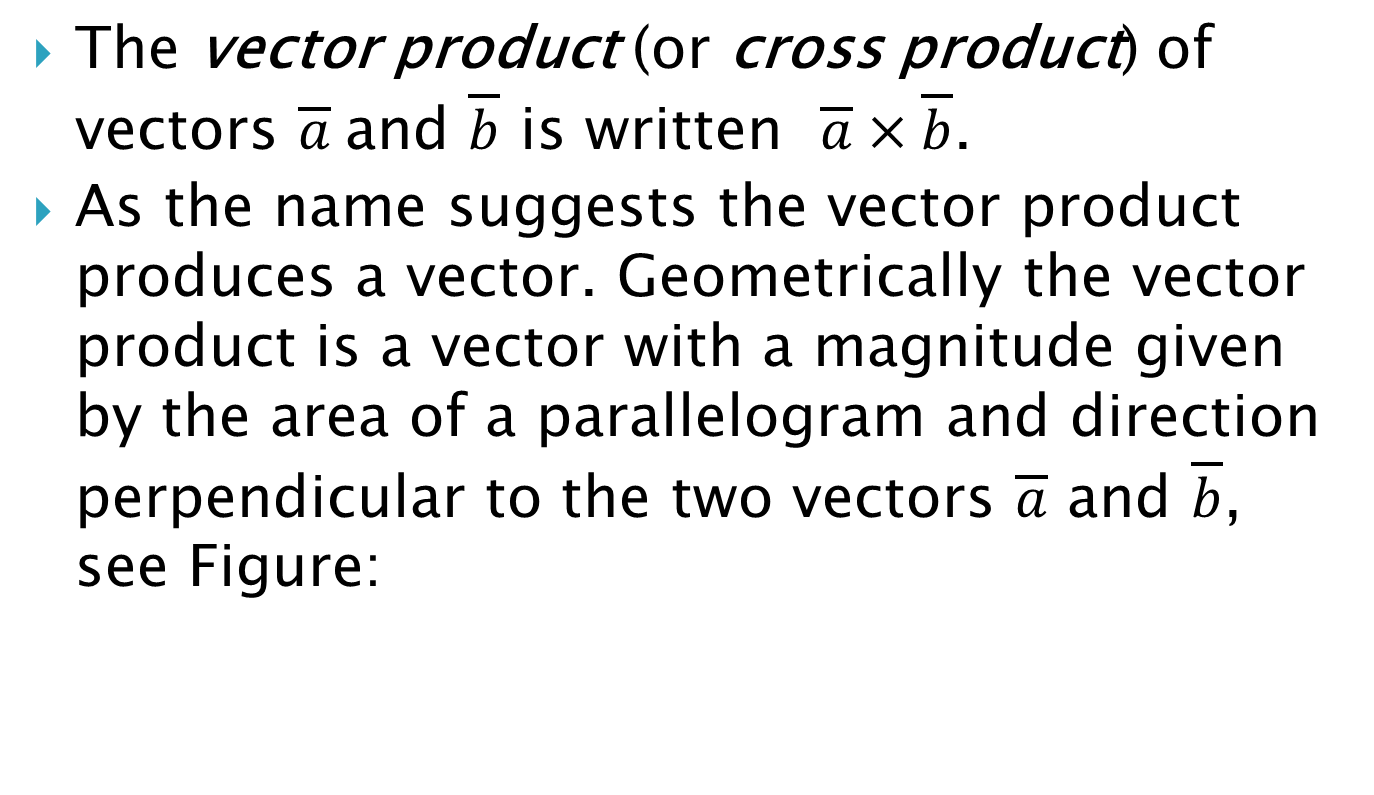 The vector product (or cross product) of
vectors a̅ and b̅ is written a̅ × b̅.
As the name suggests the vector product
produces a vector. Geometrically the vector
product is a vector with a magnitude given
by the area of a parallelogram and direction
perpendicular to the two vectors a̅ and b̅,
see Figure: